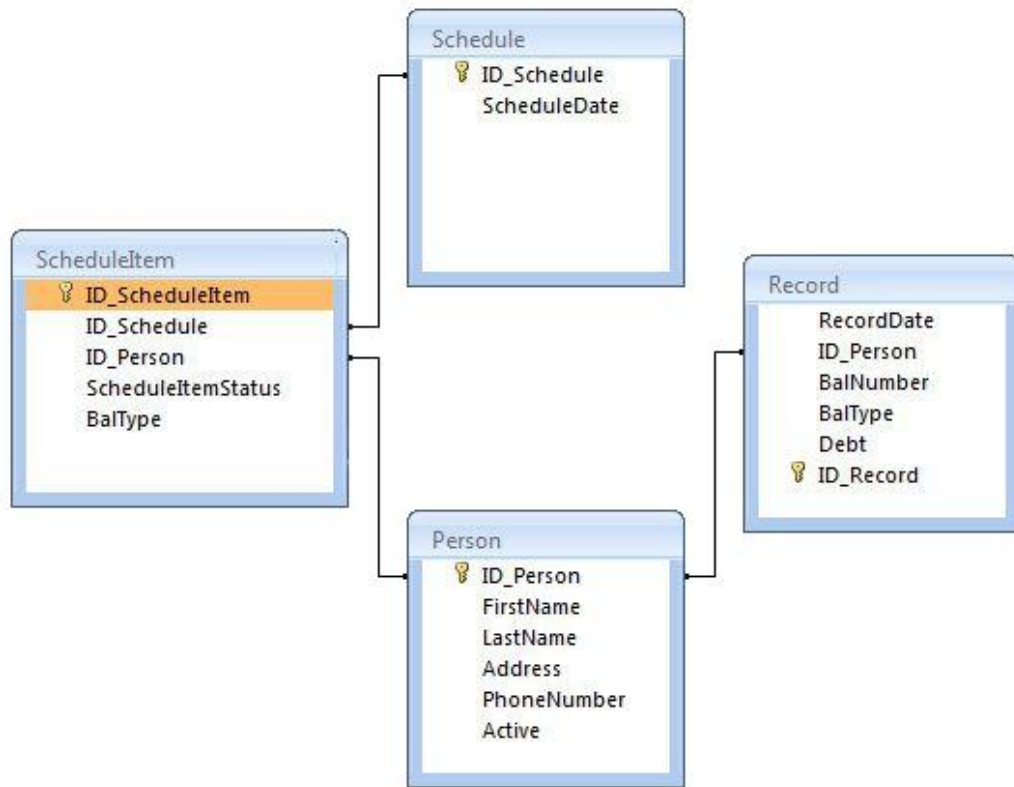 Schedule
ID_Schedule
ScheduleDate
ScheduleItem
ID_ScheduleItem
ID_Schedule
ID_Person
ScheduleItemStatus
BalType
Record
RecordDate
ID_Person
BalNumber
BalType
Debt
ID_Record
Person
ID_Person
FirstName
LastName
Address
PhoneNumber
Active